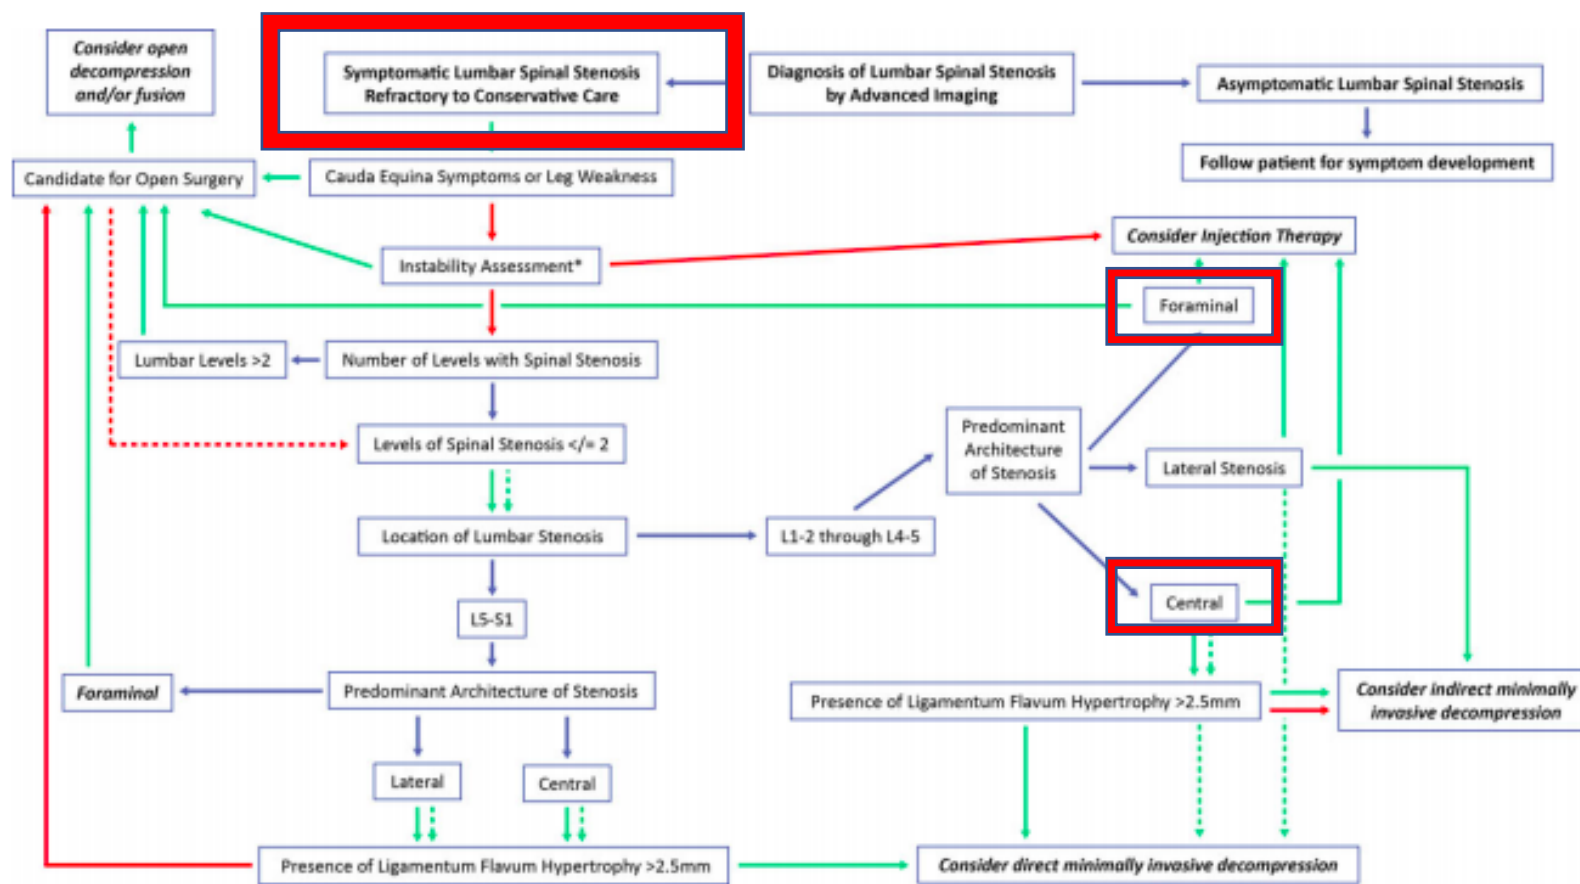 Consider open
decompression
and/or fusion
Symptomatic Lumbar Spinal Stenosis
Refractory to Conservative Care
Diagnosis of Lumbar Spinal Stenosis
by Advanced Imaging
Asymptomatic Lumbar Spinal Stenosis
Follow patient for symptom development
Candidate for Open Surgery
Cauda Equina Symptoms or Leg Weakness
Consider Injection Therapy
Instability Assessment*
Foraminal
Lumbar Levels >2
Number of Levels with Spinal Stenosis
Levels of Spinal Stenosis </= 2
Predominant
Architecture
of Stenosis
Lateral Stenosis
Location of Lumbar Stenosis
L1-2 through L4-5
Central
L5-S1
Foraminal
Predominant Architecture of Stenosis
Presence of Ligamentum Flavum Hypertrophy >2.5mm
Consider indirect minimally
invasive decompression
Lateral
Central
Presence of Ligamentum Flavum Hypertrophy >2.5mm
Consider direct minimally invasive decompression